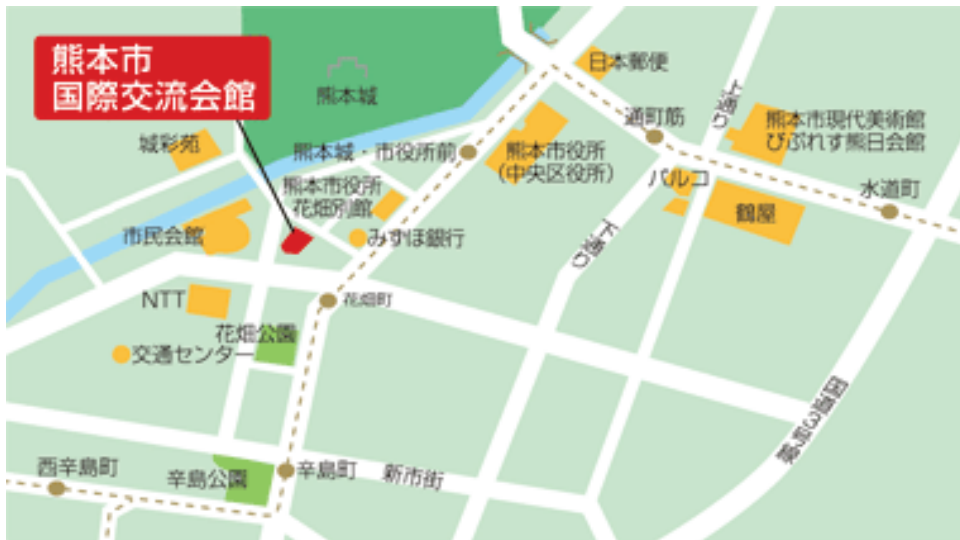 熊本市
国際交流会館
熊本城
日本郵便
上通り
通町筋
熊本市現代美術館
びぷれす熊日会館
城彩苑
熊本城・市役所前
熊本市役所
(中央区役所)
パルコ
水道町
熊本市役所
花畑別館
鶴屋
市民会館
みずほ銀行
下通り
NTT
花畑町
花畑公園
交通センター
国道3号線
西辛島町
辛島公園
辛島町
新市街